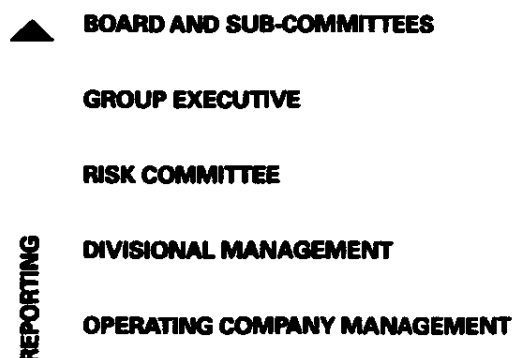 BOARD AND SUB-COMMITTEES
GROUP EXECUTIVE
RISK COMMITTEE
DIVISIONAL MANAGEMENT
OPERATING COMPANY MANAGEMENT
REPORTING